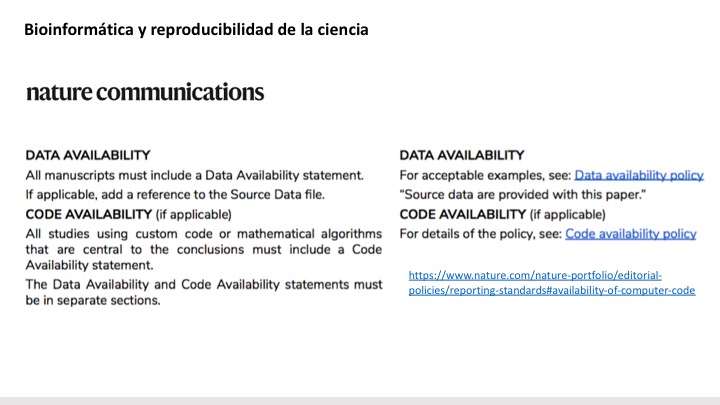 Bioinformática y reproducibilidad de la ciencia
nature communications
DATA AVAILABILITY
All manuscripts must include a Data Availability statement.
If applicable, add a reference to the Source Data file.
CODE AVAILABILITY (if applicable)
All studies using custom code or mathematical algorithms
that are central to the conclusions must include a Code
Availability statement.
The Data Availability and Code Availability statements must
be in separate sections.
DATA AVAILABILITY
For acceptable examples, see: Data availability policy
“Source data are provided with this paper.”
CODE AVAILABILITY (if applicable)
For details of the policy, see: Code availability policy
https://www.nature.com/nature-portfolio/editorial-
policies/reporting-standards#availability-of-computer-code